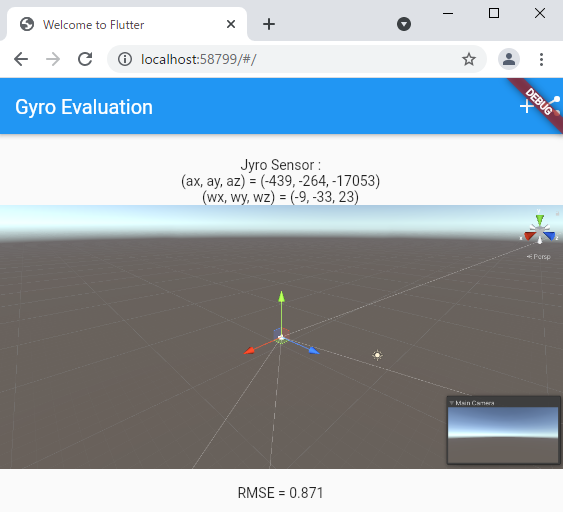 Welcome to Flutter
localhost:58799/#/
Gyro Evaluation
DEBUG
Jyro Sensor :
(ax, ay, az) = (-439, -264, -17053)
(wx, wy, wz) = (-9, -33, 23)
y
x
z
Persp
Main Camera
RMSE = 0.871